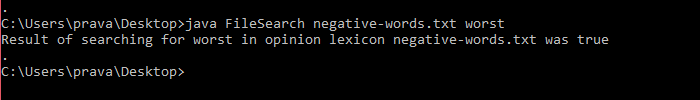 .
C:\Users\prava\Desktop>java FileSearch negative-words.txt worst
Result of searching for worst in opinion lexicon negative-words.txt was true
.
C:\Users\prava\Desktop>